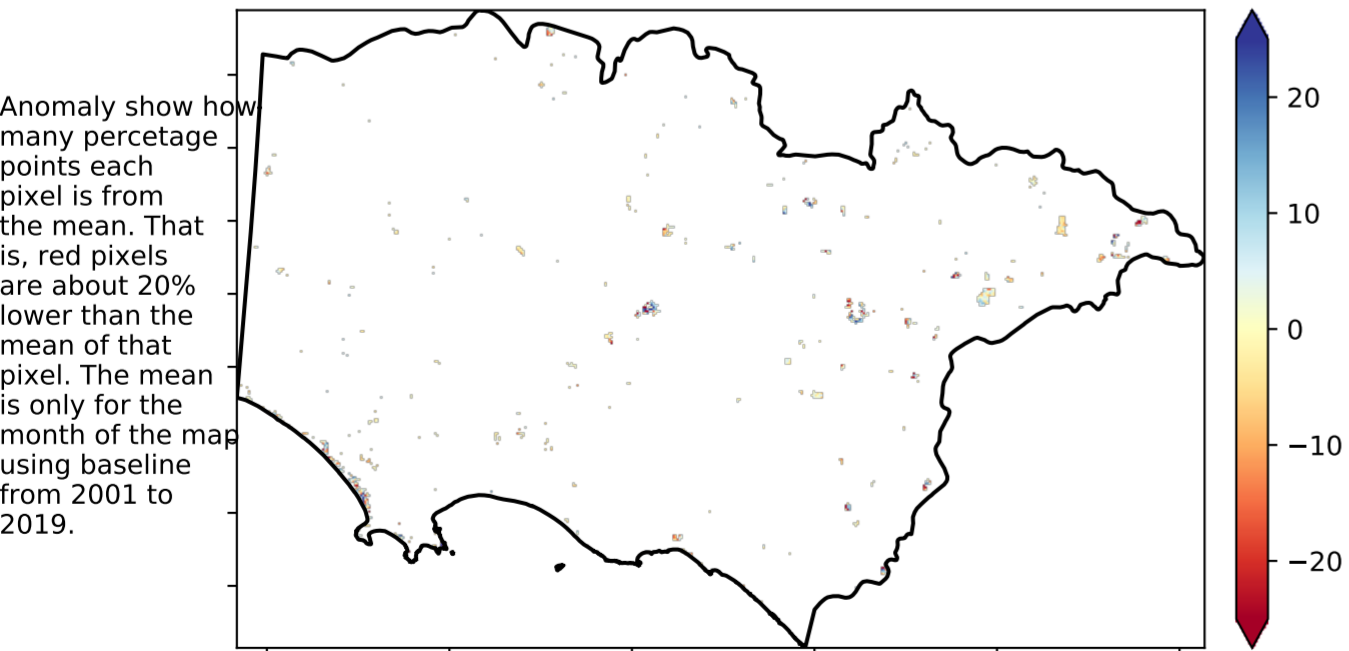 Anomaly show how
many percetage
points each
pixel is from
the mean. That
is, red pixels
are about 20%
lower than the
mean of that
pixel. The mean
is only for the
month of the map
using baseline
from 2001 to
2019.
20
10
0
−10
−20